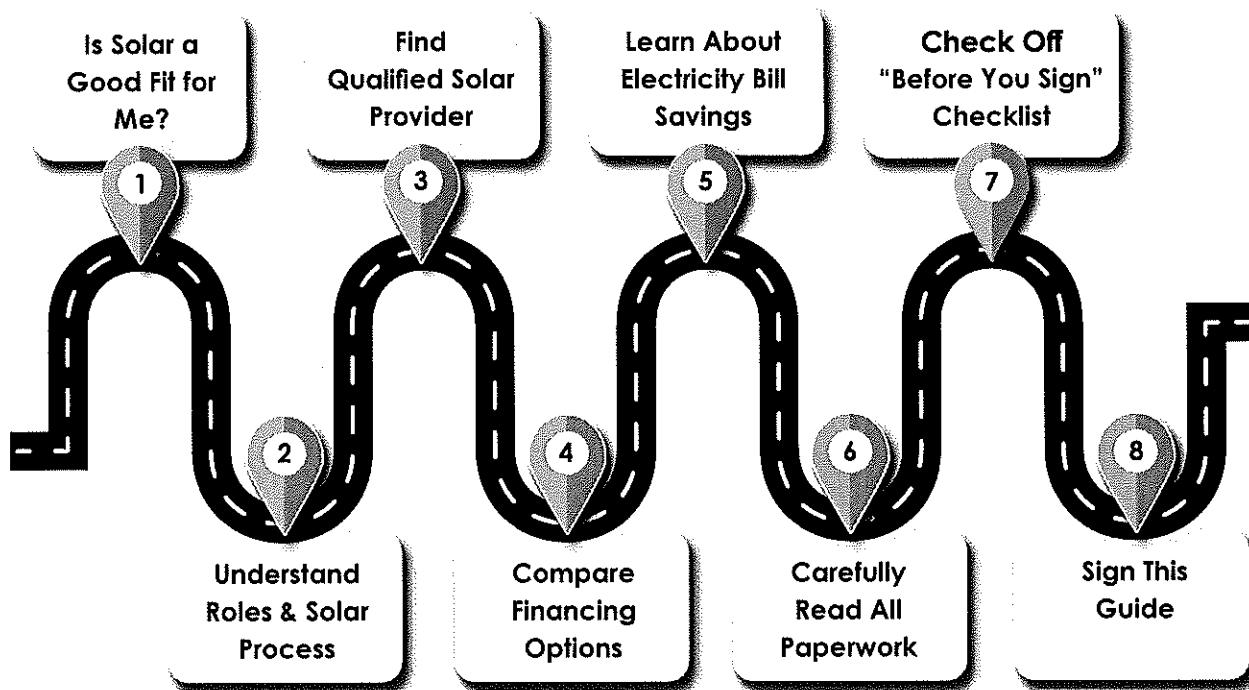 Is Solar a
Good Fit for
Me?
1
Understand
Roles & Solar
Process
2
Find
Qualified Solar
Provider
3
Compare
Financing
Options
4
Learn About
Electricity Bill
Savings
5
Carefully
Read All
Paperwork
6
Check Off
“Before You Sign”
Checklist
7
Sign This
Guide
8